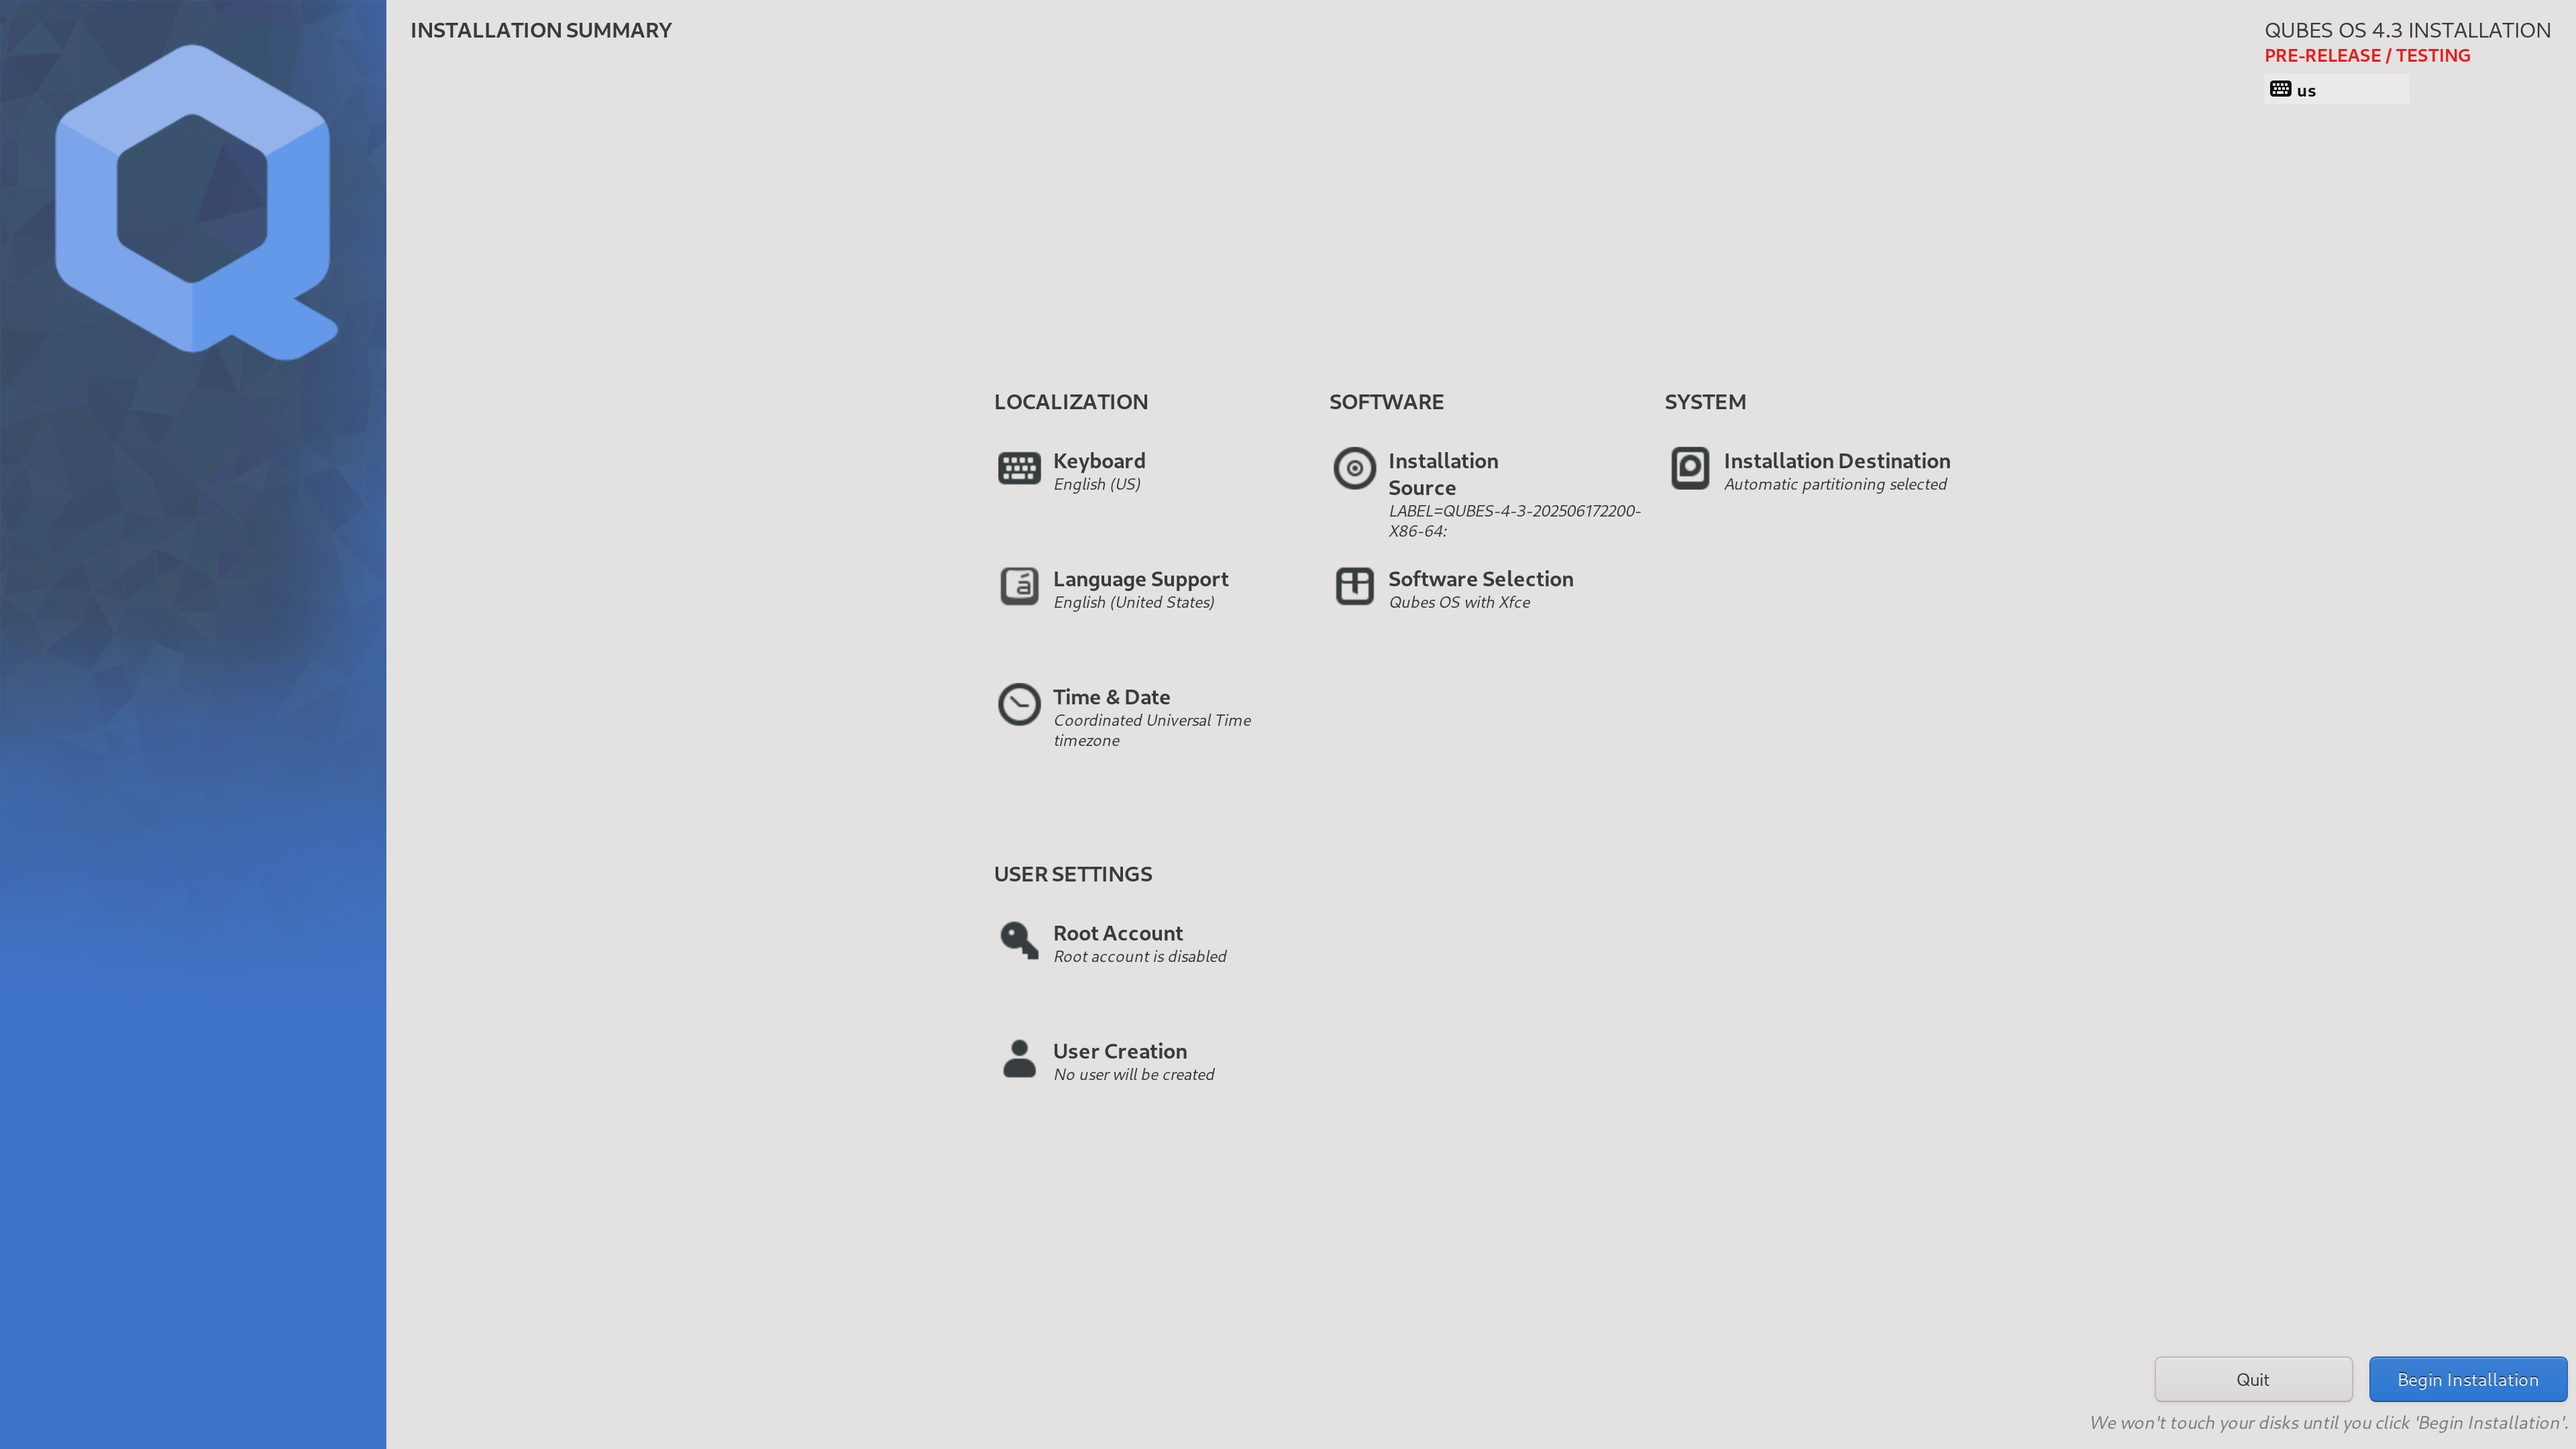 INSTALLATION SUMMARY
QUBES OS 4.3 INSTALLATION
PRE-RELEASE / TESTING
us
LOCALIZATION
Keyboard
English (US)
Language Support
English (United States)
Time & Date
Coordinated Universal Time
timezone
SOFTWARE
Installation
Source
LABEL=QUBES-4-3-202506172200-
X86-64:
Software Selection
Qubes OS with Xfce
SYSTEM
Installation Destination
Automatic partitioning selected
USER SETTINGS
Root Account
Root account is disabled
User Creation
No user will be created
Quit
Begin Installation
We won't touch your disks until you click 'Begin Installation'.